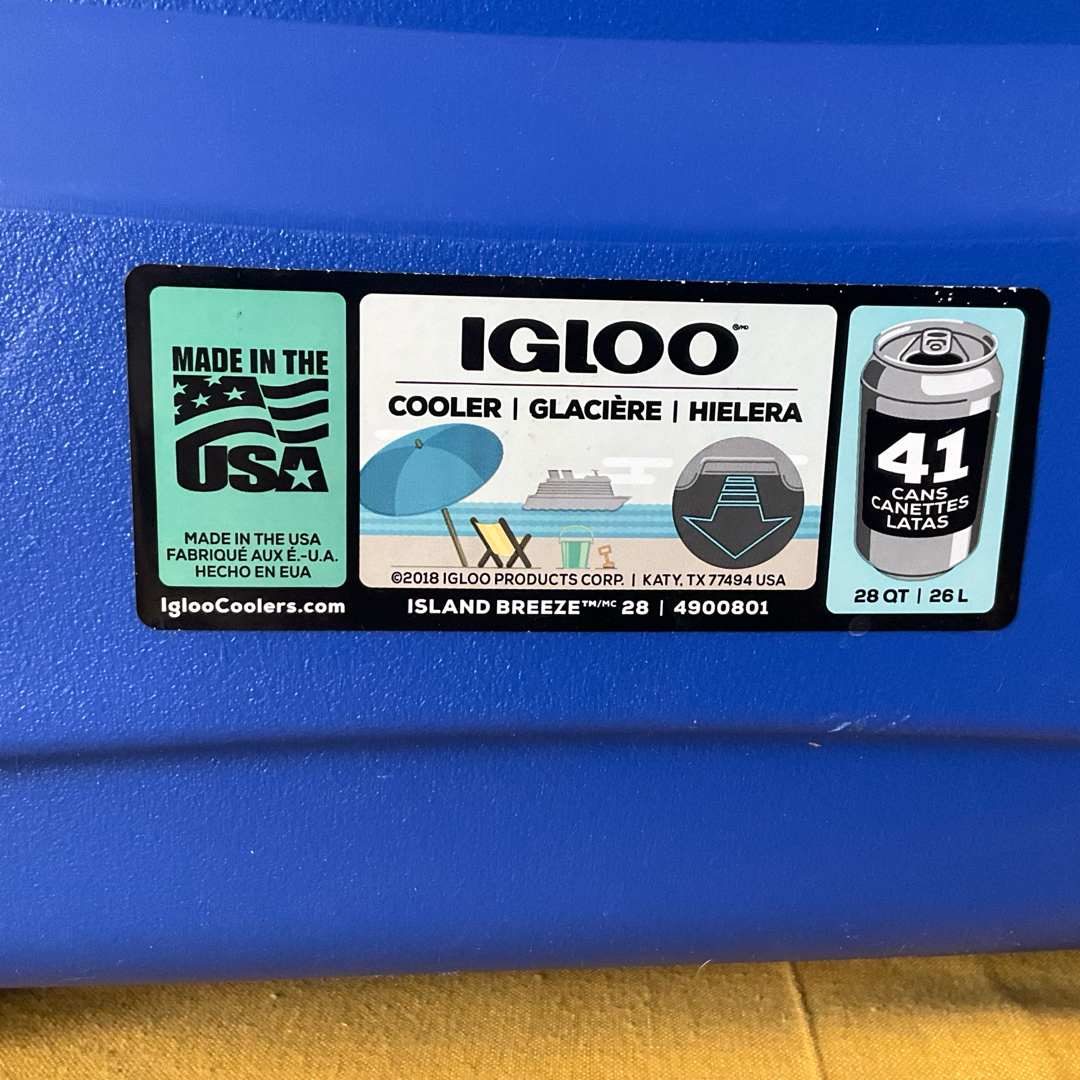 MADE IN THE
USA
MADE IN THE USA
FABRIQUÉ AUX É.-U.A.
HECHO EN EUA
IglooCoolers.com
IGLOO®/MD
COOLER | GLACIÈRE | HIELERA
©2018 IGLOO PRODUCTS CORP. | KATY, TX 77494 USA
ISLAND BREEZE™/MC 28 | 4900801
41
CANS
CANETTES
LATAS
28 QT | 26 L